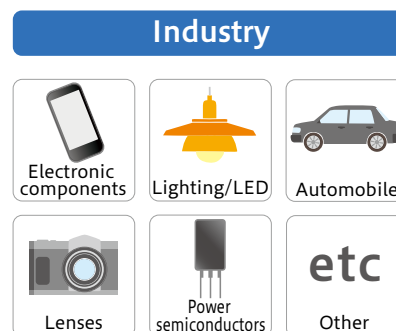 Industry
Electronic
components
Lighting/LED
Automobile
Lenses
Power
semiconductors
etc
Other